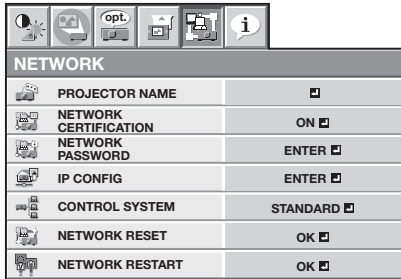 opt.
i
NETWORK
PROJECTOR NAME
NETWORK CERTIFICATION ON
NETWORK PASSWORD ENTER
IP CONFIG ENTER
CONTROL SYSTEM STANDARD
NETWORK RESET OK
NETWORK RESTART OK